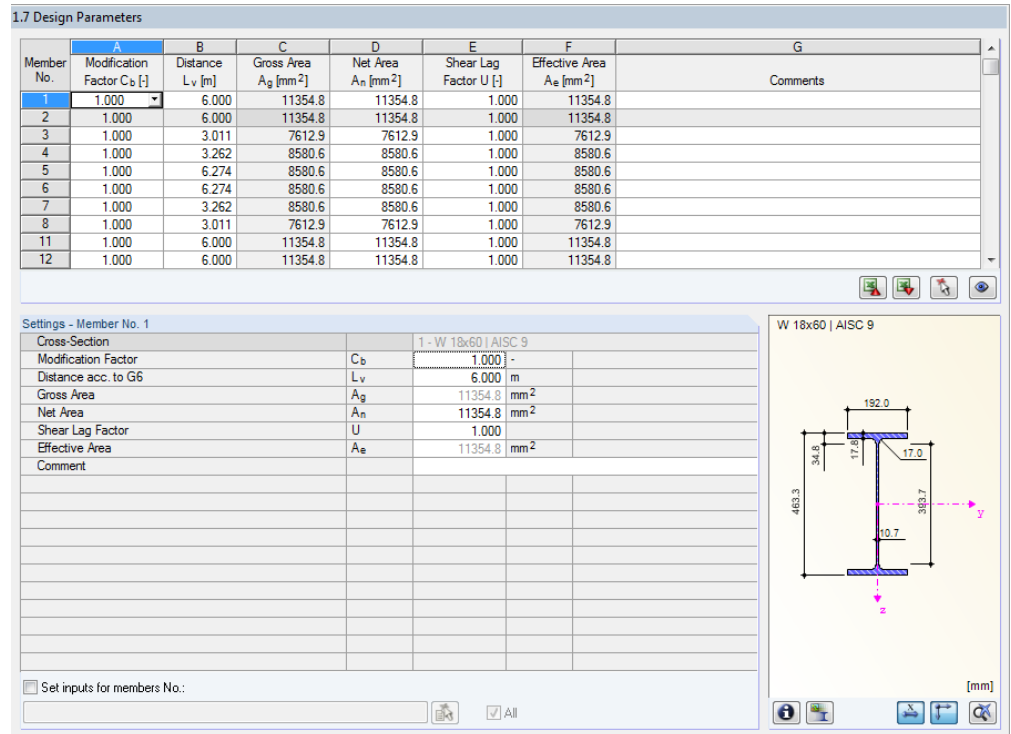 1.7 Design Parameters
A B C D E F G
Member Modification Distance Gross Area Net Area Shear Lag Effective Area
No. Factor Cb [-] Lv [m] Ag [mm2] An [mm2] Factor U [-] Ae [mm2] Comments
1 1.000 6.000 11354.8 11354.8 1.000 11354.8
2 1.000 6.000 11354.8 11354.8 1.000 11354.8
3 1.000 3.011 7612.9 7612.9 1.000 7612.9
4 1.000 3.262 8580.6 8580.6 1.000 8580.6
5 1.000 6.274 8580.6 8580.6 1.000 8580.6
6 1.000 6.274 8580.6 8580.6 1.000 8580.6
7 1.000 3.262 8580.6 8580.6 1.000 8580.6
8 1.000 3.011 7612.9 7612.9 1.000 7612.9
11 1.000 6.000 11354.8 11354.8 1.000 11354.8
12 1.000 6.000 11354.8 11354.8 1.000 11354.8
Settings - Member No. 1
Cross-Section 1 - W 18x60 | AISC 9
Modification Factor Cb 1.000 -
Distance acc. to G6 Lv 6.000 m
Gross Area Ag 11354.8 mm2
Net Area An 11354.8 mm2
Shear Lag Factor U 1.000
Effective Area Ae 11354.8 mm2
Comment
Set inputs for members No.:
All
W 18x60 | AISC 9
192.0
34.8
17.8
17.0
463.3
393.7
y
10.7
z
[mm]